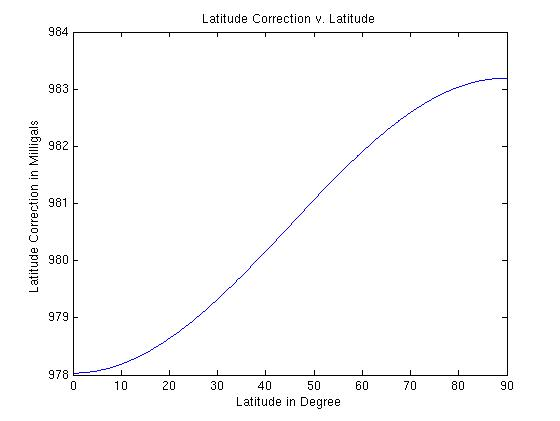 Latitude Correction v. Latitude
984
983
982
981
980
979
978
Latitude Correction in Milligals
0 10 20 30 40 50 60 70 80 90
Latitude in Degree